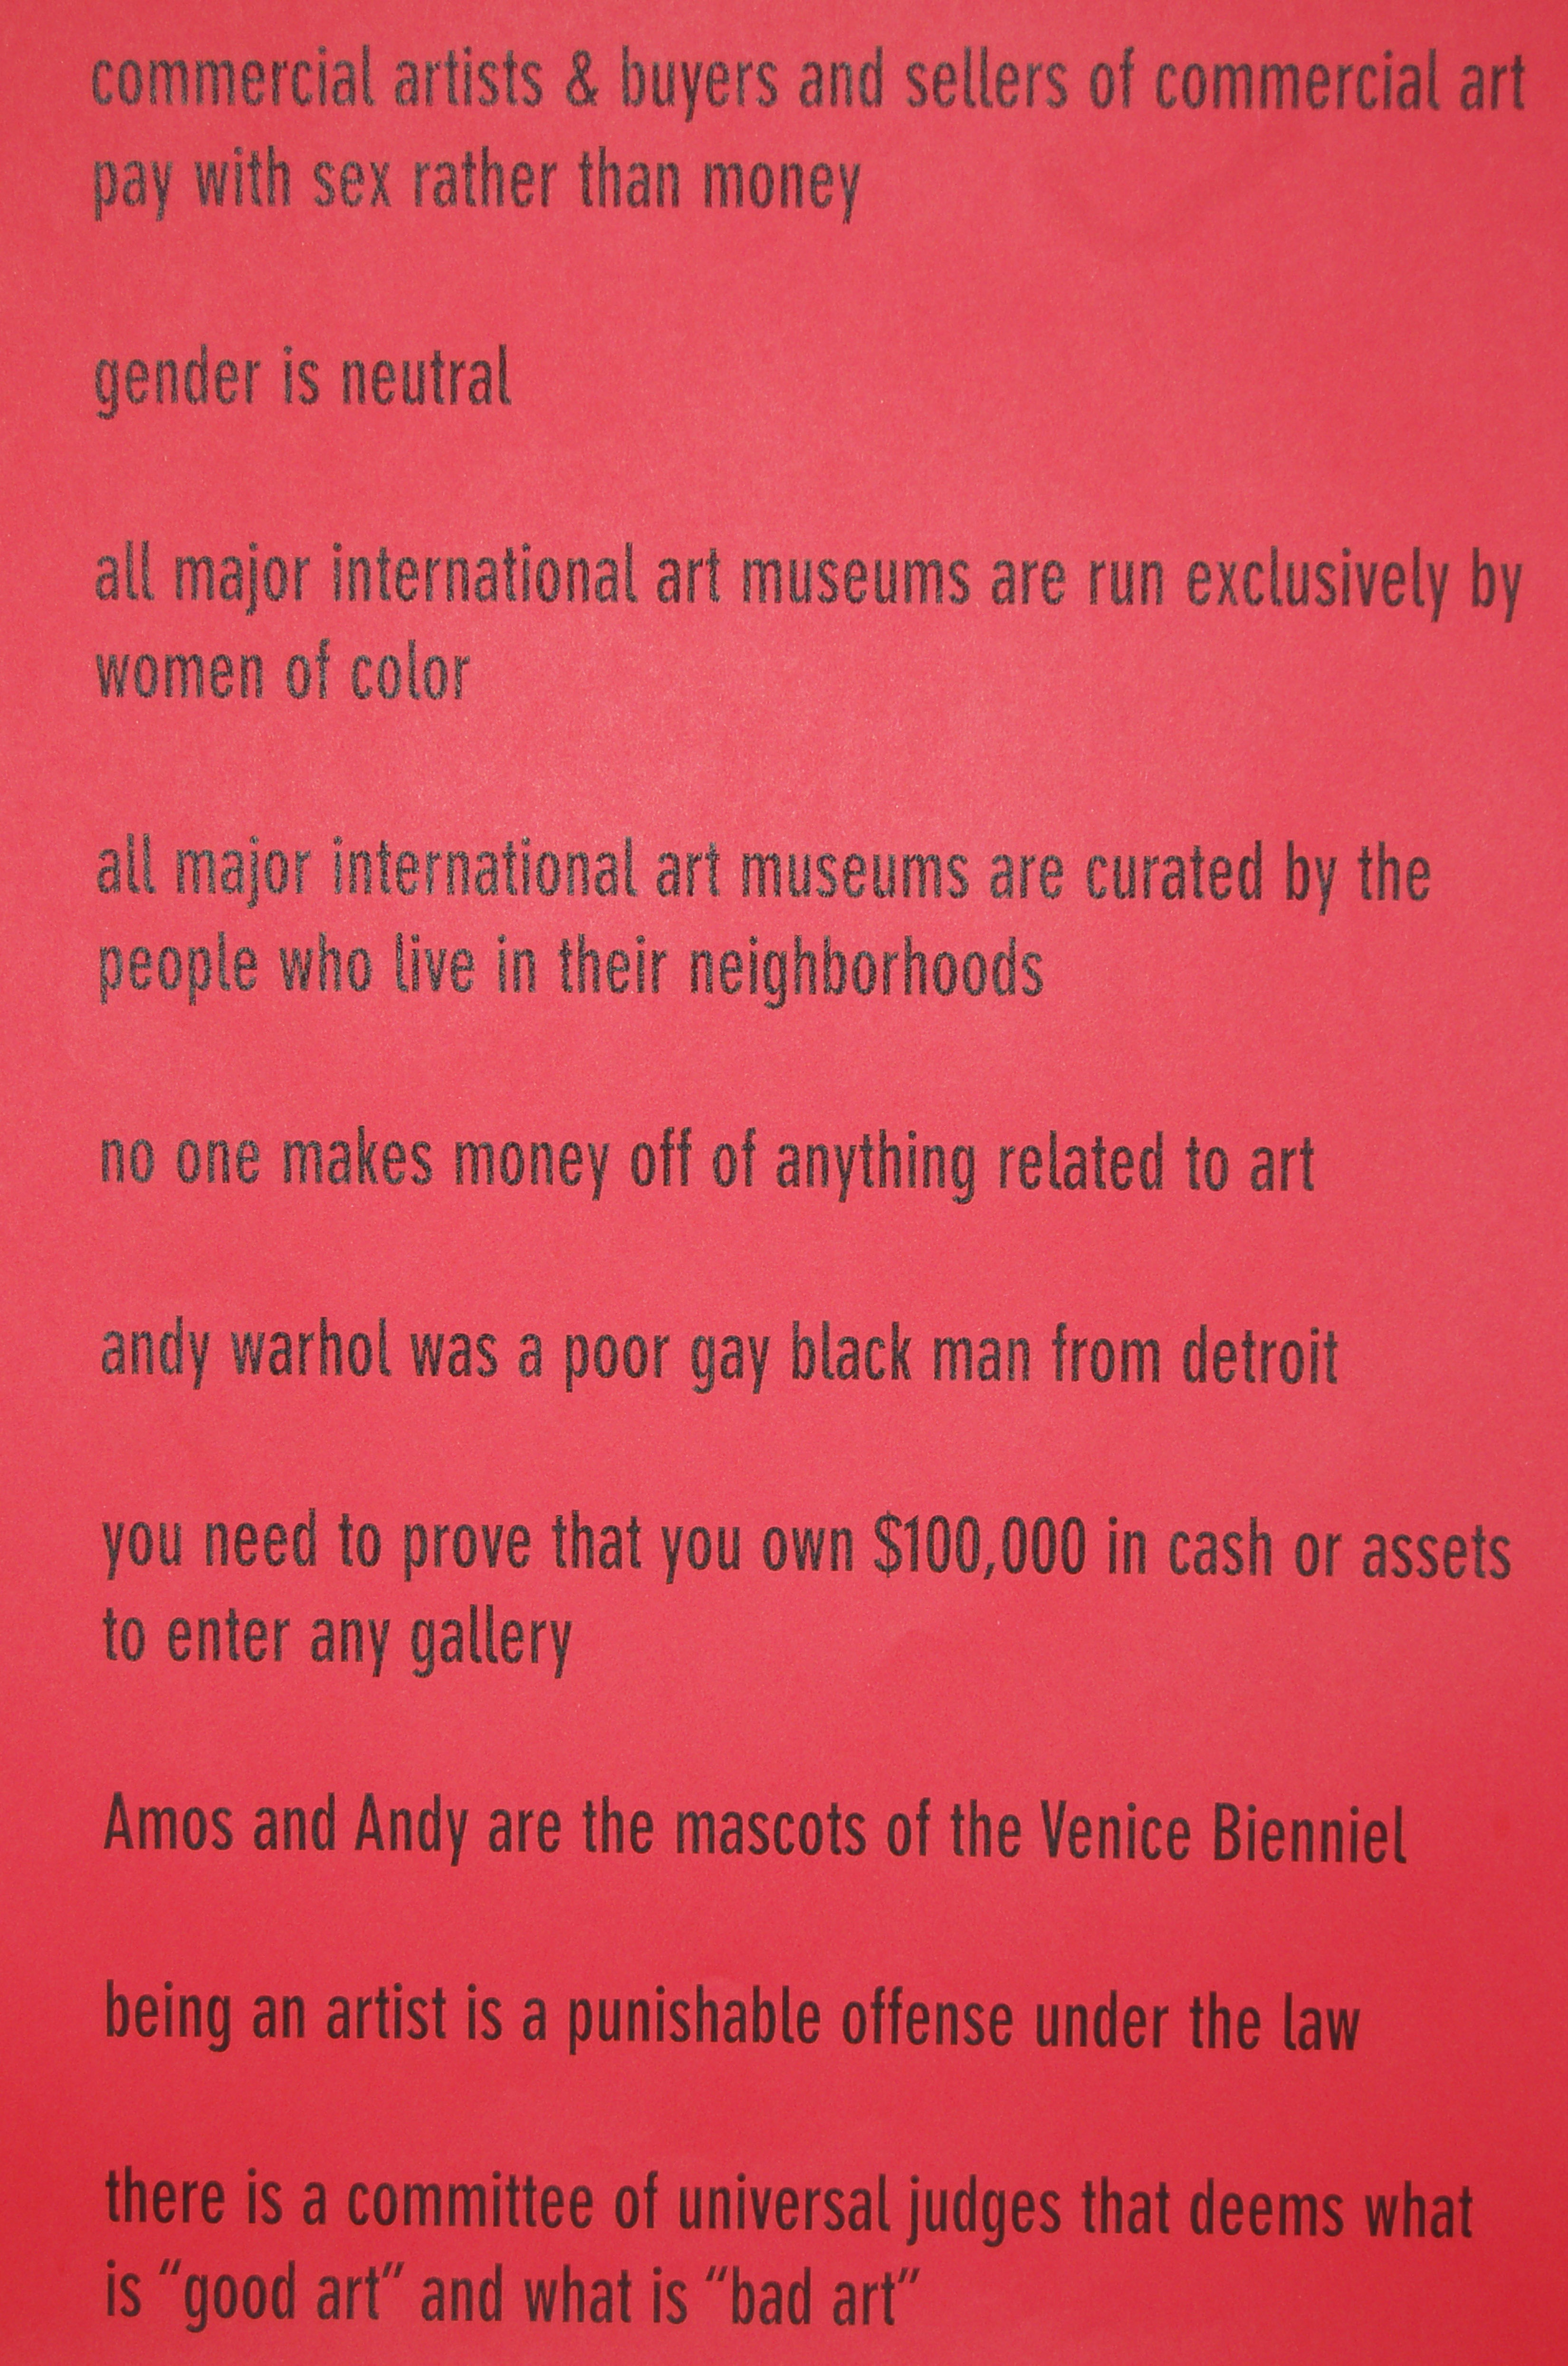 commercial artists & buyers and sellers of commercial art
pay with sex rather than money
gender is neutral
all major international art museums are run exclusively by
women of color
all major international art museums are curated by the
people who live in their neighborhoods
no one makes money off of anything related to art
andy warhol was a poor gay black man from detroit
you need to prove that you own $100,000 in cash or assets
to enter any gallery
Amos and Andy are the mascots of the Venice Bienniel
being an artist is a punishable offense under the law
there is a committee of universal judges that deems what
is “good art” and what is “bad art”